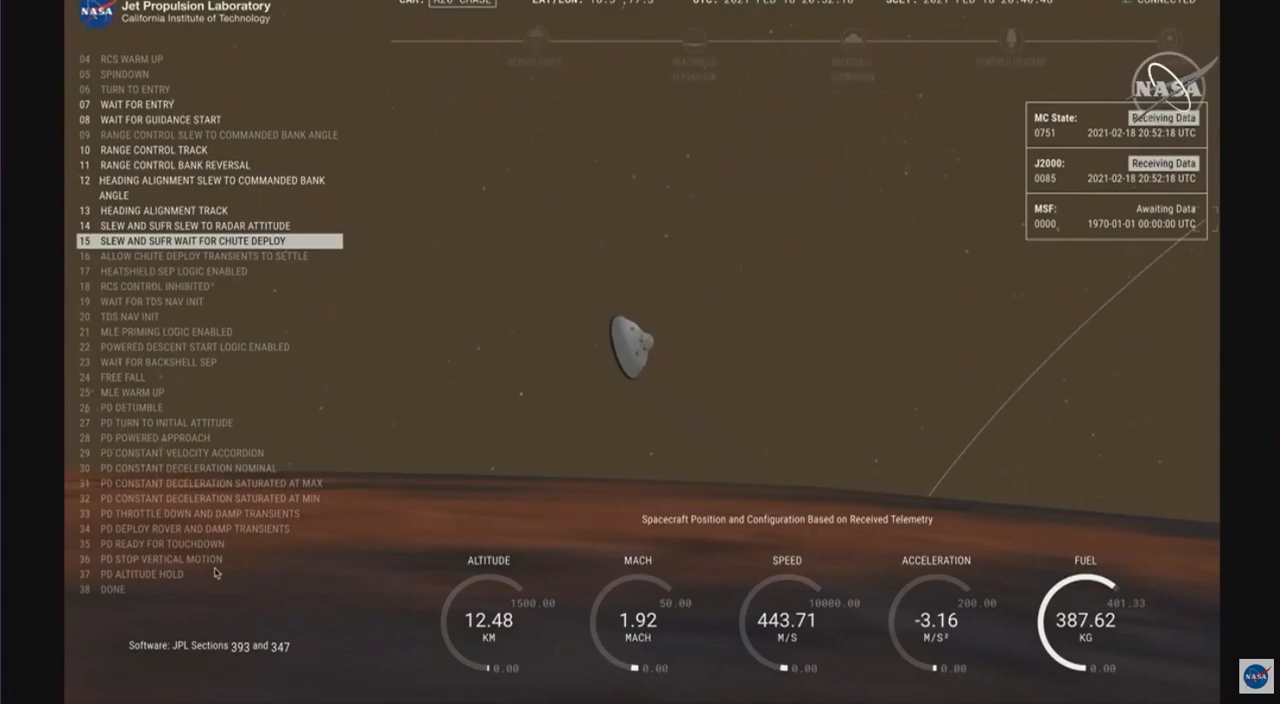 NASA
Jet Propulsion Laboratory
California Institute of Technology
CONNECTED
04 RCS WARM UP
05 SPINDOWN
06 TURN TO ENTRY
07 WAIT FOR ENTRY
08 WAIT FOR GUIDANCE START
09 RANGE CONTROL SLEW TO COMMANDED BANK ANGLE
10 RANGE CONTROL TRACK
11 RANGE CONTROL BANK REVERSAL
12 HEADING ALIGNMENT SLEW TO COMMANDED BANK
ANGLE
13 HEADING ALIGNMENT TRACK
14 SLEW AND SUFR SLEW TO RADAR ATTITUDE
15 SLEW AND SUFR WAIT FOR CHUTE DEPLOY
16 ALLOW CHUTE DEPLOY TRANSIENTS TO SETTLE
17 HEATSHIELD SEP LOGIC ENABLED
18 RCS CONTROL INHIBITED
19 WAIT FOR TDS NAV INIT
20 TDS NAV INIT
21 MLE PRIMING LOGIC ENABLED
22 POWERED DESCENT START LOGIC ENABLED
23 WAIT FOR BACKSHELL SEP
24 FREE FALL
25 MLE WARM UP
26 PD DETUMBLE
27 PD TURN TO INITIAL ATTITUDE
28 PD POWERED APPROACH
29 PD CONSTANT VELOCITY ACCORDION
30 PD CONSTANT DECELERATION NOMINAL
31 PD CONSTANT DECELERATION SATURATED AT MAX
32 PD CONSTANT DECELERATION SATURATED AT MIN
33 PD THROTTLE DOWN AND DAMP TRANSIENTS
34 PD DEPLOY ROVER AND DAMP TRANSIENTS
35 PD READY FOR TOUCHDOWN
36 PD STOP VERTICAL MOTION
37 PD ALTITUDE HOLD
38 DONE
Software: JPL Sections 393 and 347
POWERED DESCENT
SEPARATION
SEPARATION
NASA
MC State: Receiving Data
0751 2021-02-18 20:52:18 UTC
J2000: Receiving Data
0085 2021-02-18 20:52:18 UTC
MSF: Awaiting Data
0000 1970-01-01 00:00:00 UTC
Spacecraft Position and Configuration Based on Received Telemetry
ALTITUDE
1500.00
12.48
KM
0.00
MACH
50.00
1.92
MACH
0.00
SPEED
10000.00
443.71
M/S
0.00
ACCELERATION
200.00
-3.16
M/S²
0.00
FUEL
401.33
387.62
KG
0.00
NASA